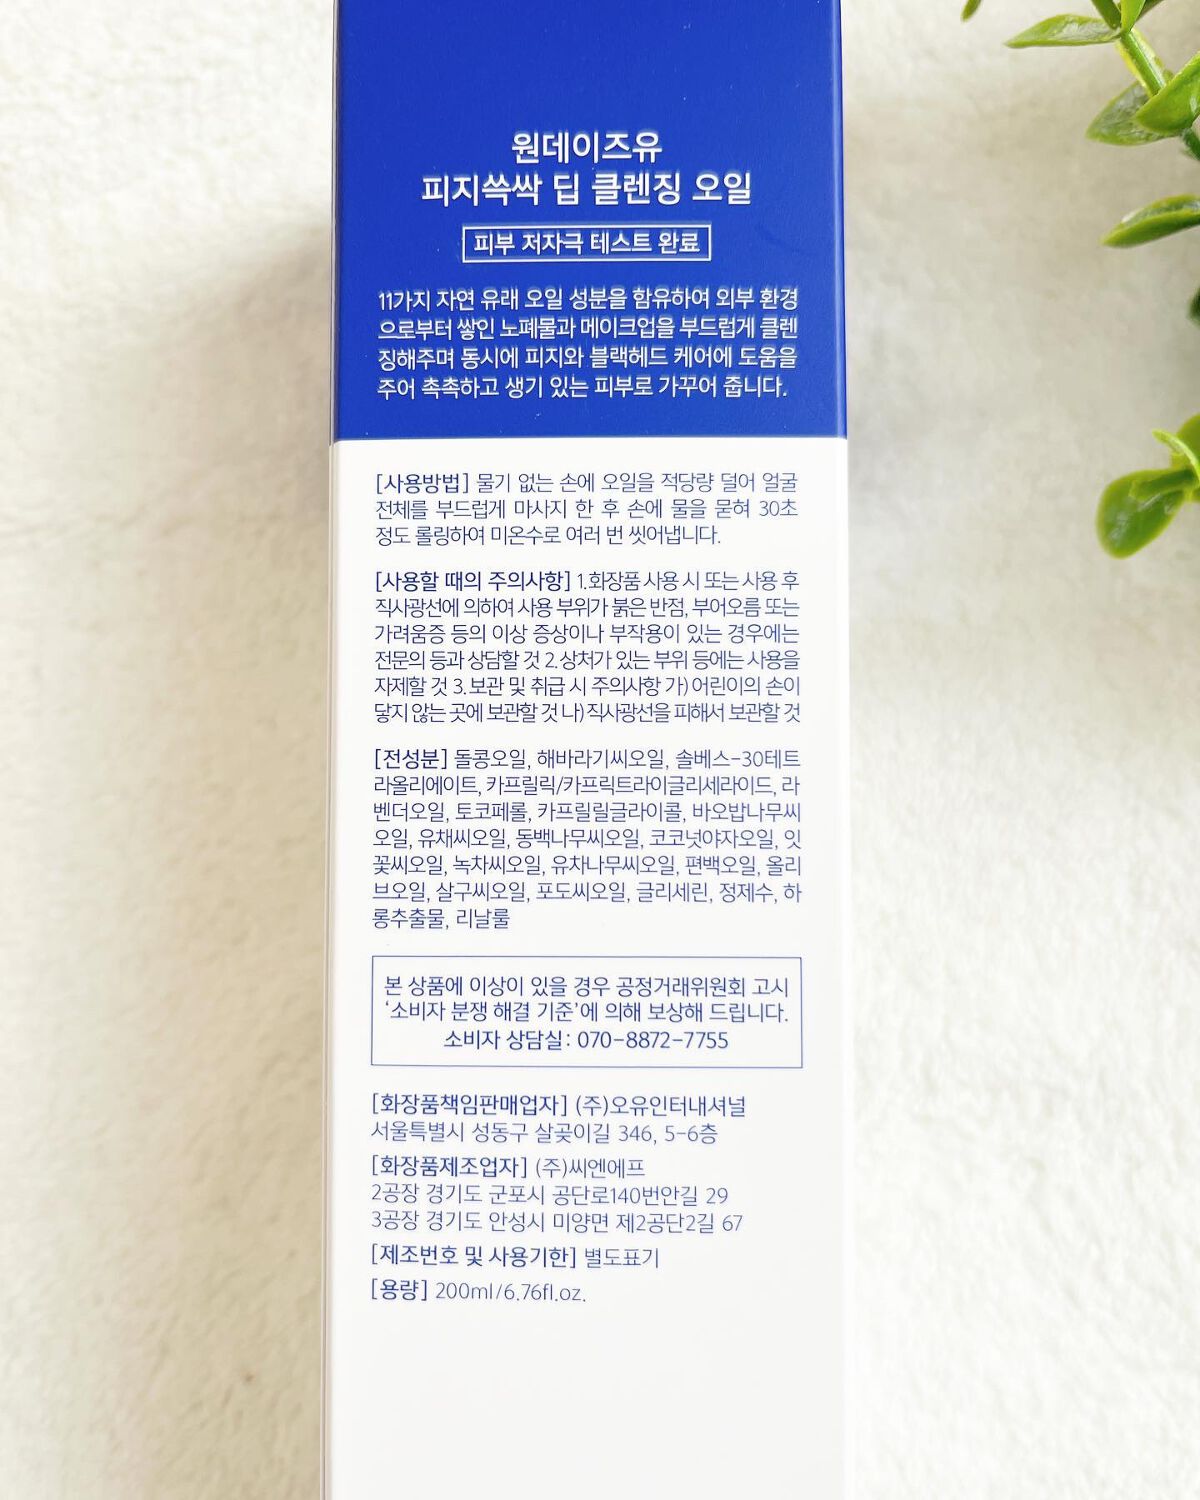 원데이즈유
피지쏙싹 딥 클렌징 오일
피부 저자극 테스트 완료
11가지 자연 유래 오일 성분을 함유하여 외부 환경
으로부터 쌓인 노폐물과 메이크업을 부드럽게 클렌
징해주며 동시에 피지와 블랙헤드 케어에 도움을
주어 촉촉하고 생기 있는 피부로 가꾸어 줍니다.
[사용방법] 물기 없는 손에 오일을 적당량 덜어 얼굴
전체를 부드럽게 마사지 한 후 손에 물을 묻혀 30초
정도 롤링하여 미온수로 여러 번 씻어냅니다.
[사용할 때의 주의사항] 1.화장품 사용 시 또는 사용 후
직사광선에 의하여 사용 부위가 붉은 반점, 부어오름 또는
가려움증 등의 이상 증상이나 부작용이 있는 경우에는
전문의 등과 상담할 것 2.상처가 있는 부위 등에는 사용을
자제할 것 3.보관 및 취급 시 주의사항 가) 어린이의 손이
닿지 않는 곳에 보관할 것 나) 직사광선을 피해서 보관할 것
[전성분] 돌콩오일, 해바라기씨오일, 솔베스-30테트
라올리에이트, 카프릴릭/카프릭트라이글리세라이드, 라
벤더오일, 토코페롤, 카프릴릴글라이콜, 바오밥나무씨
오일, 유채씨오일, 동백나무씨오일, 코코넛야자오일, 잇
꽃씨오일, 녹차씨오일, 유차나무씨오일, 편백오일, 올리
브오일, 살구씨오일, 포도씨오일, 글리세린, 정제수, 하
롱추출물, 리날룰
본 상품에 이상이 있을 경우 공정거래위원회 고시
'소비자 분쟁 해결 기준'에 의해 보상해 드립니다.
소비자 상담실: 070-8872-7755
[화장품책임판매업자] (주)오유인터내셔널
서울특별시 성동구 살곶이길 346, 5-6층
[화장품제조업자] (주)씨엔에프
2공장 경기도 군포시 공단로140번안길 29
3공장 경기도 안성시 미양면 제2공단2길 67
[제조번호 및 사용기한] 별도표기
[용량] 200ml/6.76fl.oz.